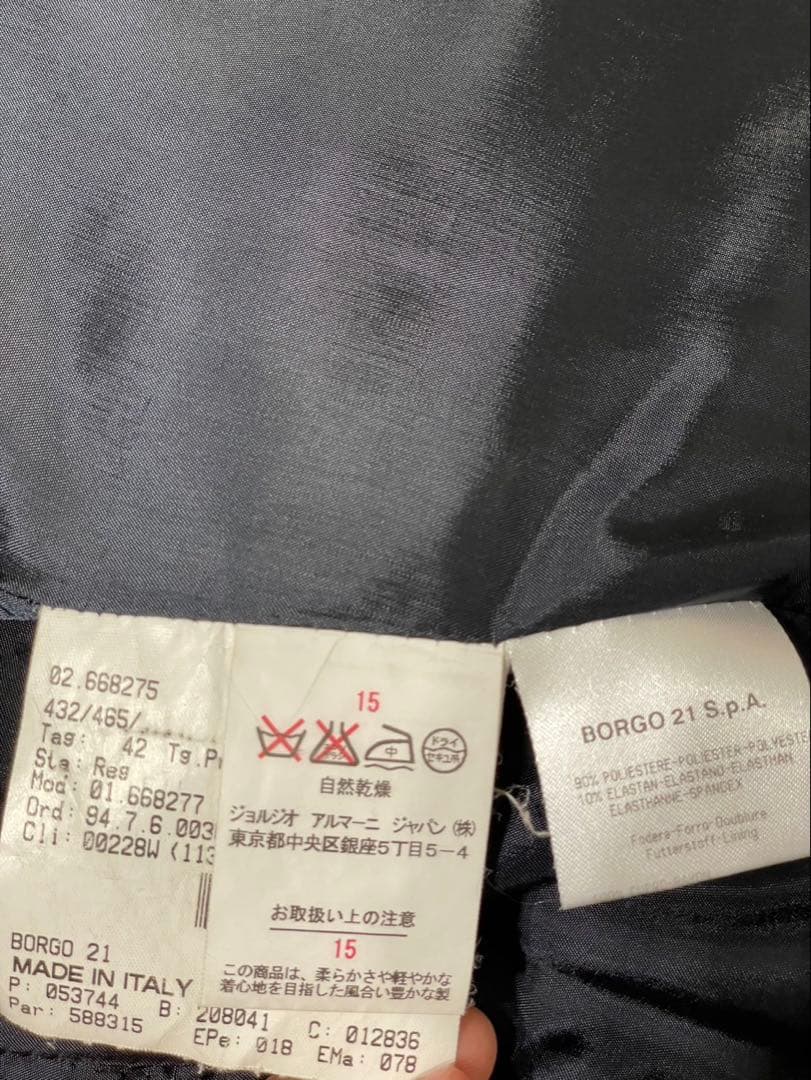 02.668275
432/465/
Tag: 42 Tg.P
Sta: Reg
Mod: 01.668277
Ord: 94.7.6.003
Cli: 00228W (113
BORGO 21
MADE IN ITALY
P: 053744 B: 208041 C: 012836
Par: 588315 EPe: 018 EMa: 078
15
中
ドライ
セキユ系
自然乾燥
ジョルジオ アルマーニ ジャパン(株)
東京都中央区銀座5丁目5-4
お取扱い上の注意
15
この商品は、柔らかさや軽やかな
着心地を目指した風合い豊かな製
BORGO 21 S.p.A.
90% POLIESTERE-POLIESTER-POLYESTE
10% ELASTAN-ELASTANO-ELASTHAN
ELASTHANNE-SPANDEX
Fodera-Forro-Doublure
Futterstoff-Lining